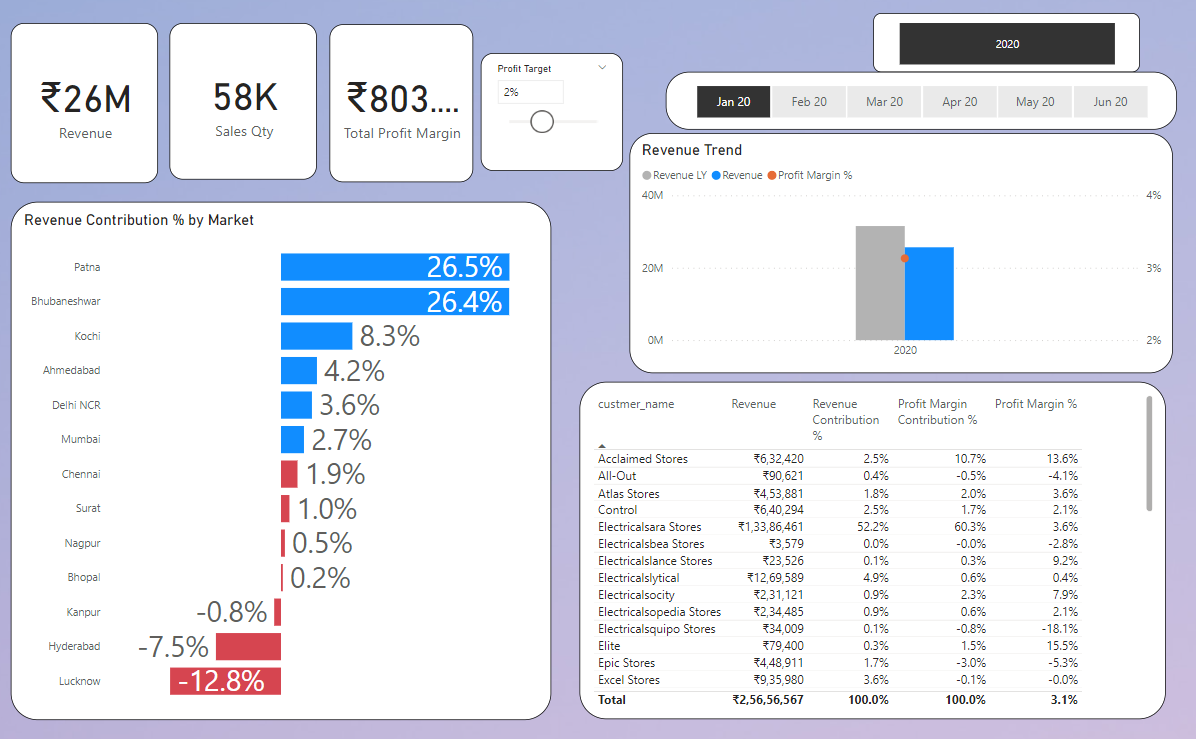 ₹26M
Revenue
58K
Sales Qty
₹803....
Total Profit Margin
Profit Target
2%
2020
Jan 20 Feb 20 Mar 20 Apr 20 May 20 Jun 20
Revenue Trend
Revenue LY Revenue Profit Margin %
40M 4%
20M 3%
0M 2%
2020
Revenue Contribution % by Market
Patna 26.5%
Bhubaneshwar 26.4%
Kochi 8.3%
Ahmedabad 4.2%
Delhi NCR 3.6%
Mumbai 2.7%
Chennai 1.9%
Surat 1.0%
Nagpur 0.5%
Bhopal 0.2%
Kanpur -0.8%
Hyderabad -7.5%
Lucknow -12.8%
custmer_name Revenue Revenue Profit Margin Profit Margin %
Contribution Contribution %
%
Acclaimed Stores ₹6,32,420 2.5% 10.7% 13.6%
All-Out ₹90,621 0.4% -0.5% -4.1%
Atlas Stores ₹4,53,881 1.8% 2.0% 3.6%
Control ₹6,40,294 2.5% 1.7% 2.1%
Electricalsara Stores ₹1,33,86,461 52.2% 60.3% 3.6%
Electricalsbea Stores ₹3,579 0.0% -0.0% -2.8%
Electricalslance Stores ₹23,526 0.1% 0.3% 9.2%
Electricalslytical ₹12,69,589 4.9% 0.6% 0.4%
Electricalsocity ₹2,31,121 0.9% 2.3% 7.9%
Electricalsopedia Stores ₹2,34,485 0.9% 0.6% 2.1%
Electricalsquipo Stores ₹34,009 0.1% -0.8% -18.1%
Elite ₹79,400 0.3% 1.5% 15.5%
Epic Stores ₹4,48,911 1.7% -3.0% -5.3%
Excel Stores ₹9,35,980 3.6% -0.1% -0.0%
Total ₹2,56,56,567 100.0% 100.0% 3.1%